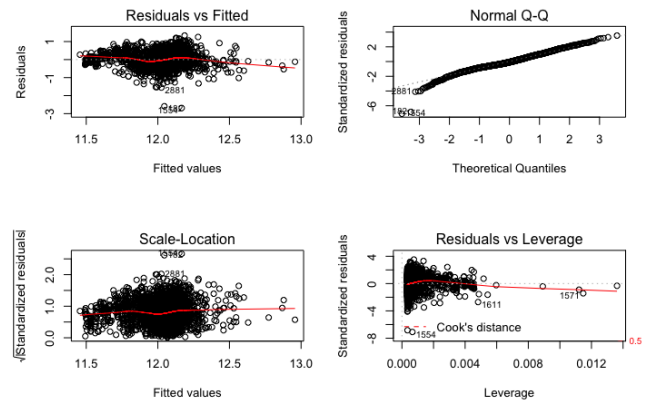 Residuals vs Fitted
Residuals
1
-1
-3
2881
11.5 12.0 12.5 13.0
Fitted values
Normal Q-Q
Standardized residuals
2
-2
-6
2881
1554
-3 -2 -1 0 1 2 3
Theoretical Quantiles
Scale-Location
√|Standardized residuals|
2.0
1.0
0.0
2881
11.5 12.0 12.5 13.0
Fitted values
Residuals vs Leverage
Standardized residuals
4
0
-4
-8
1571
1611
1554
Cook's distance
0.5
0.000 0.004 0.008 0.012
Leverage